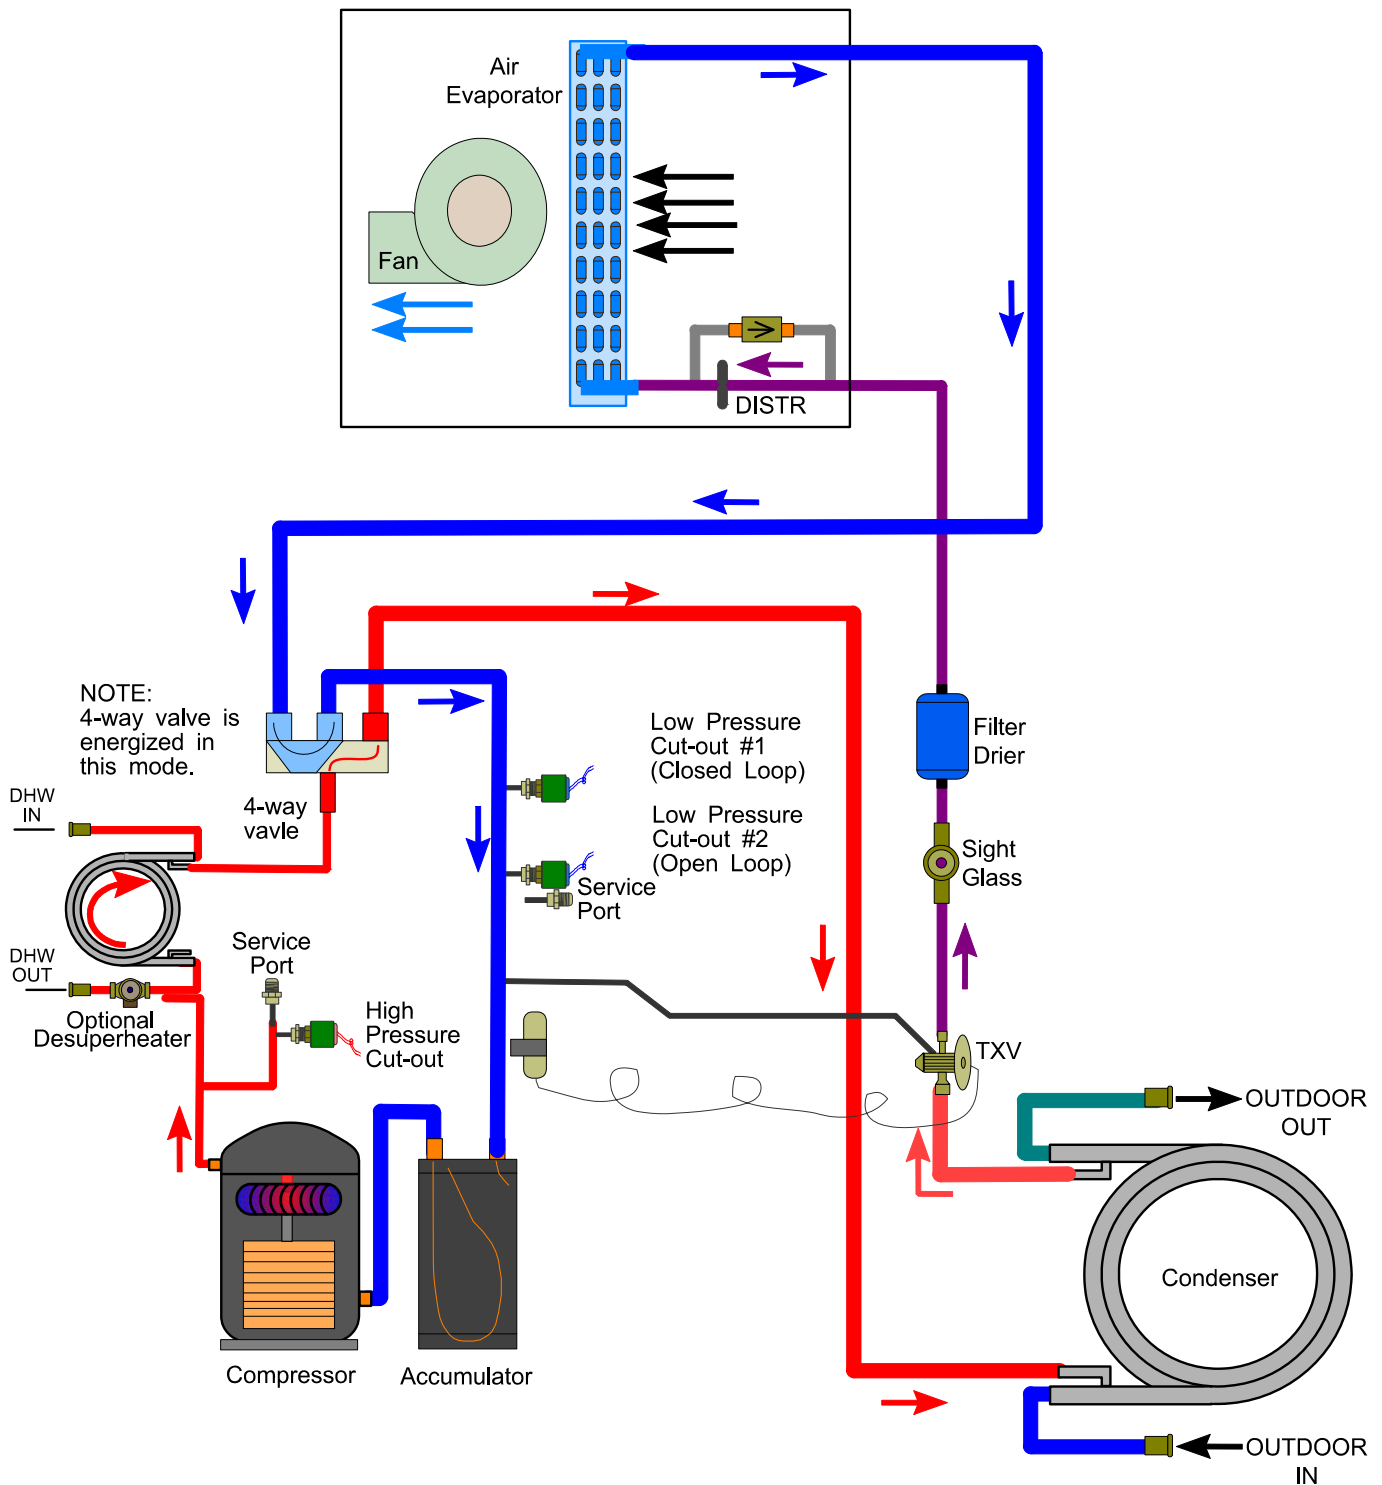 Air
Evaporator
Fan
DISTR
NOTE:
4-way valve is
energized in
this mode.
4-way
vavle
Low Pressure
Cut-out #1
(Closed Loop)
Low Pressure
Cut-out #2
(Open Loop)
Service
Port
Filter
Drier
Sight
Glass
DHW
IN
DHW
OUT
Optional
Desuperheater
Service
Port
High
Pressure
Cut-out
TXV
OUTDOOR
OUT
Condenser
Compressor
Accumulator
OUTDOOR
IN